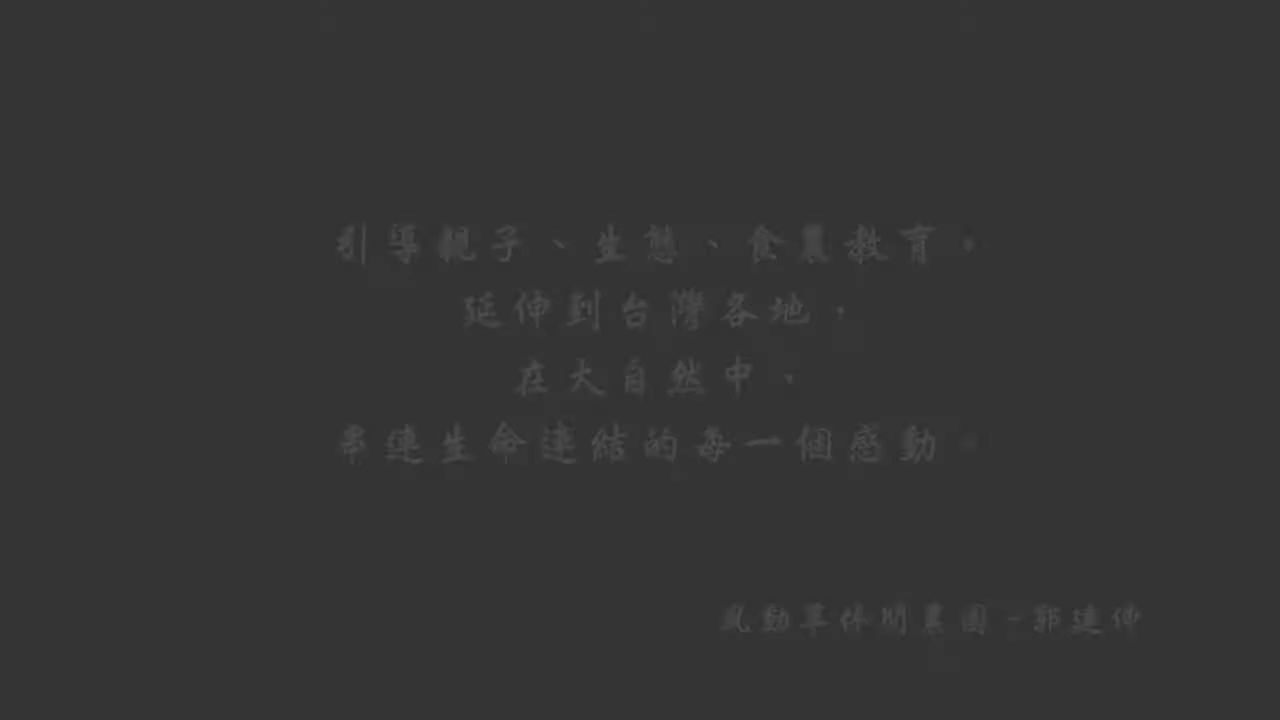 引導親子、生態、食農教育，
延伸到台灣各地，
在大自然中，
串連生命連結的每一個感動。
風動草休閒農園－郭建仲